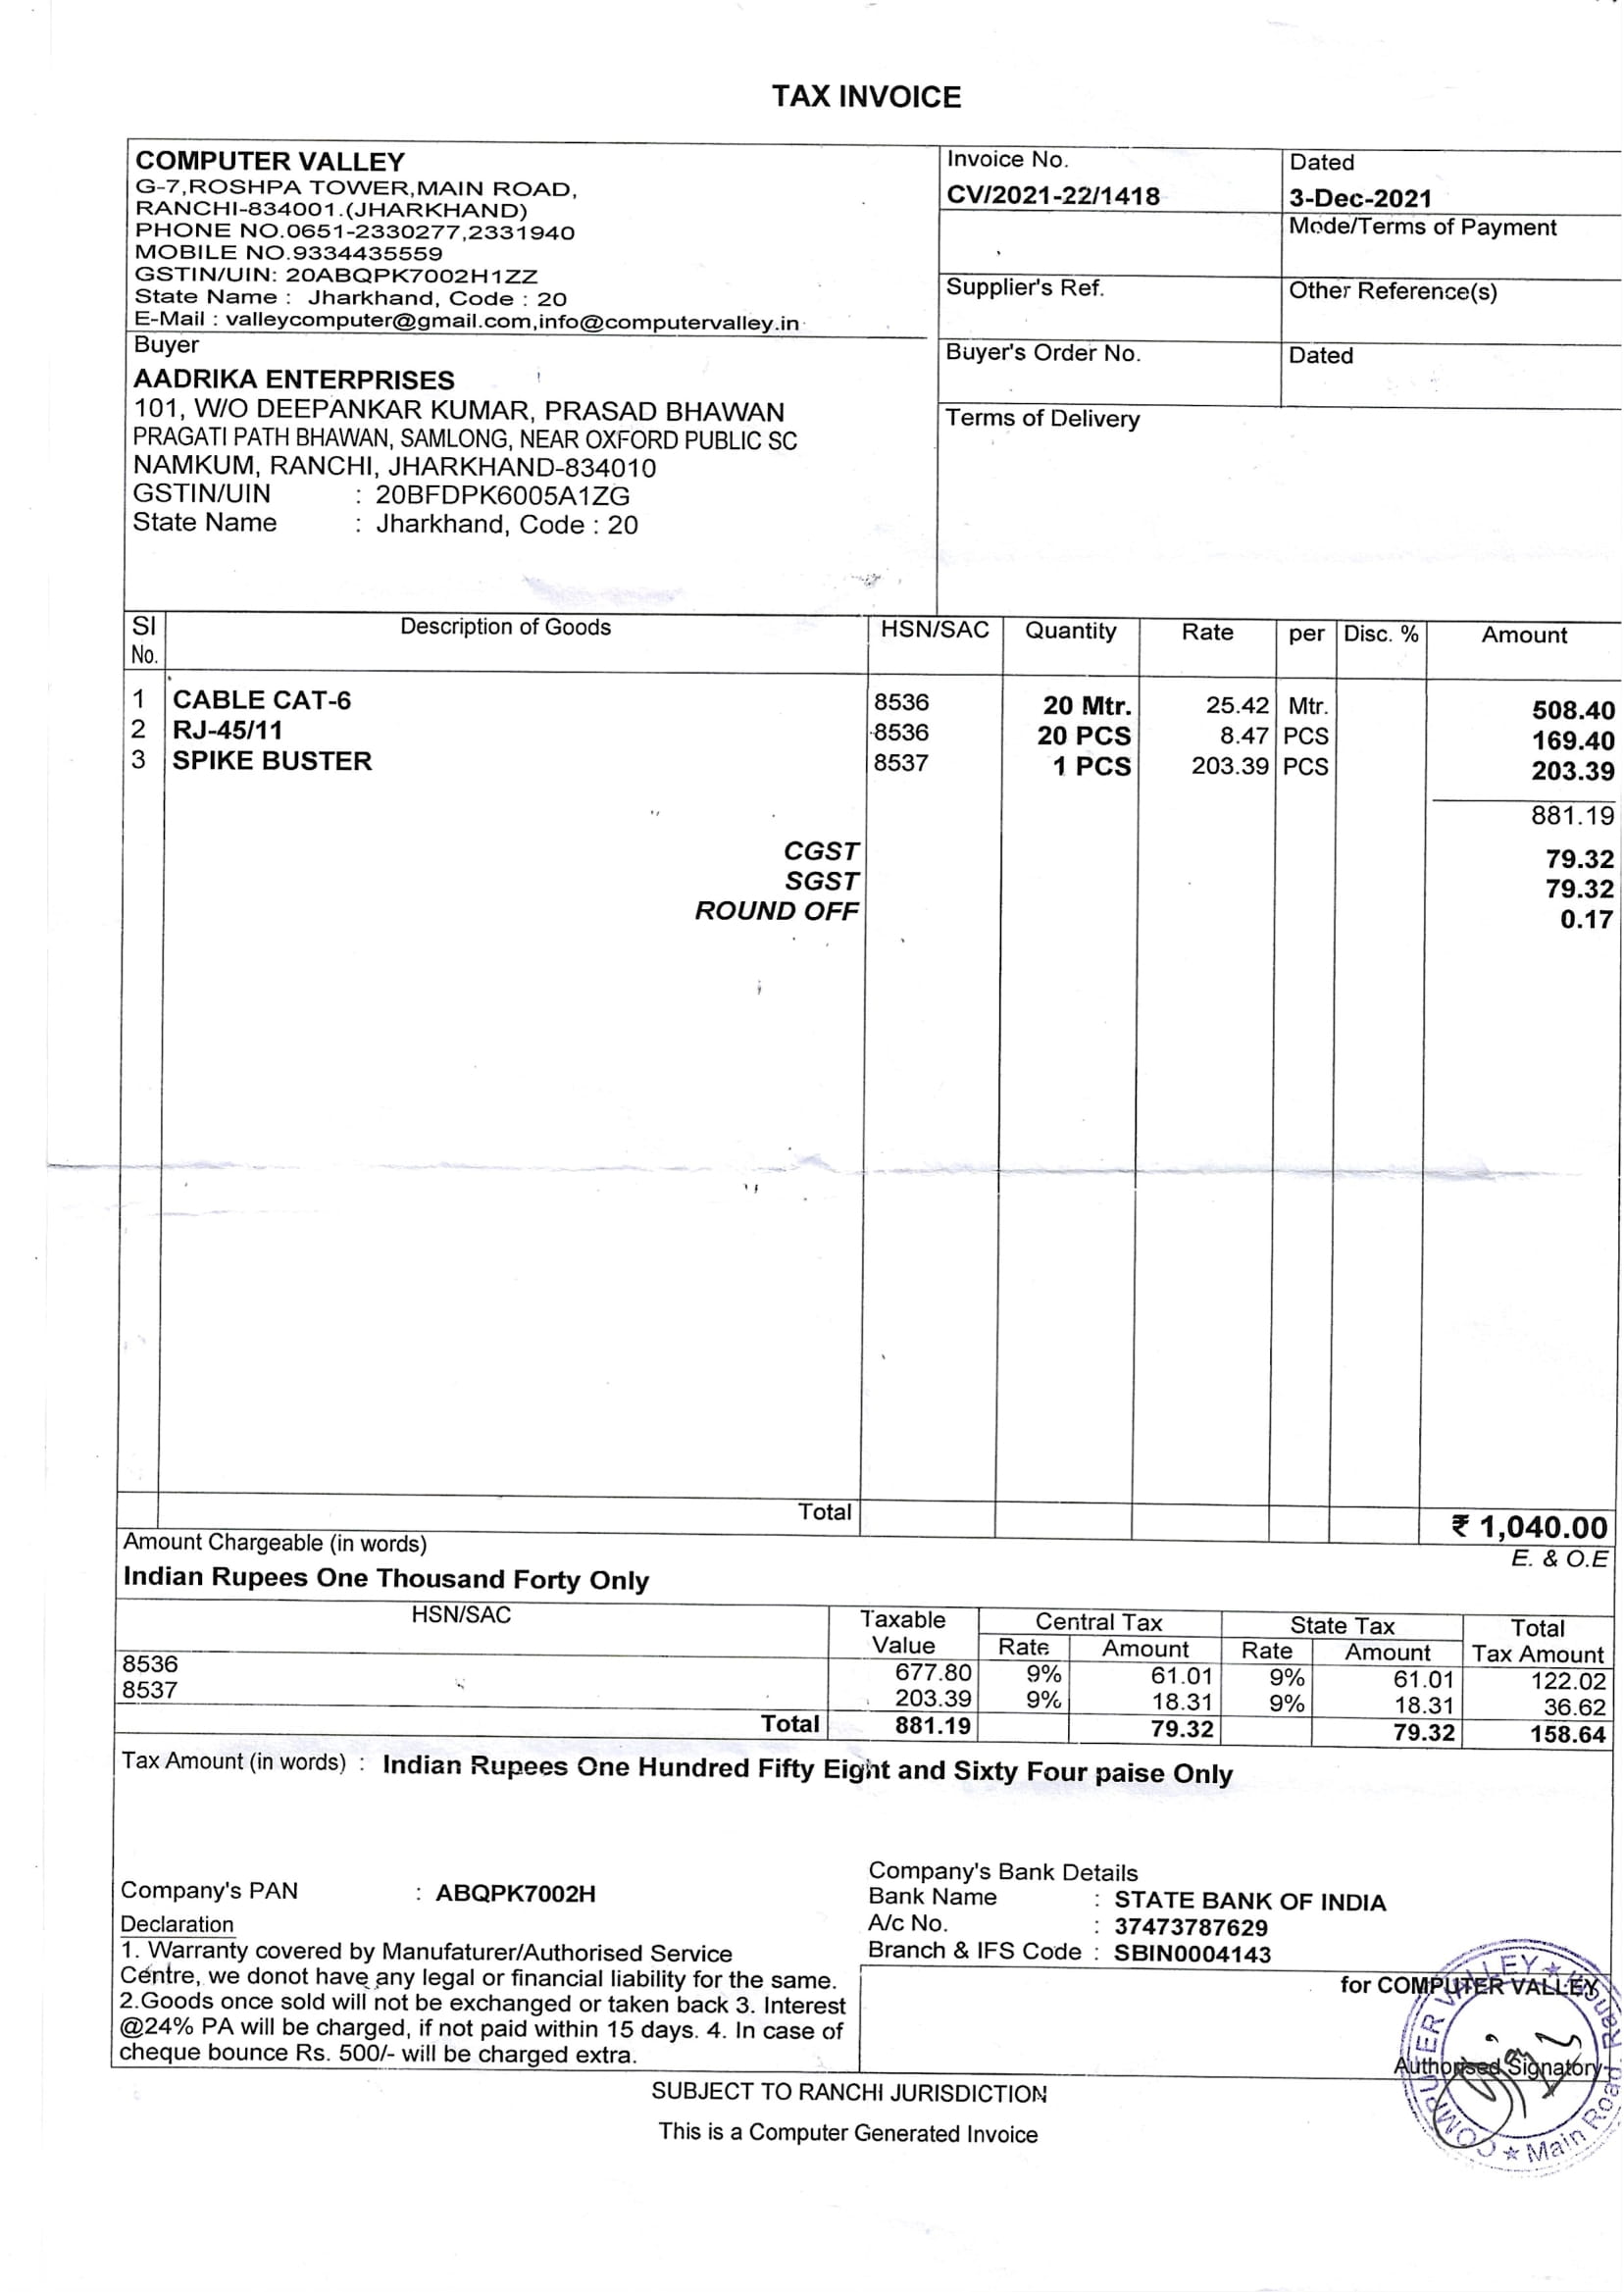 TAX INVOICE
COMPUTER VALLEY
G-7,ROSHPA TOWER,MAIN ROAD,
RANCHI-834001.(JHARKHAND)
PHONE NO.0651-2330277,2331940
MOBILE NO.9334435559
GSTIN/UIN: 20ABQPK7002H1ZZ
State Name : Jharkhand, Code : 20
E-Mail : valleycomputer@gmail.com,info@computervalley.in
Invoice No.
CV/2021-22/1418
Dated
3-Dec-2021
Mode/Terms of Payment
Supplier's Ref.
Other Reference(s)
Buyer's Order No.
Dated
Terms of Delivery
Buyer
AADRIKA ENTERPRISES
101, W/O DEEPANKAR KUMAR, PRASAD BHAWAN
PRAGATI PATH BHAWAN, SAMLONG, NEAR OXFORD PUBLIC SC
NAMKUM, RANCHI, JHARKHAND-834010
GSTIN/UIN : 20BFDPK6005A1ZG
State Name : Jharkhand, Code : 20
Sl No. Description of Goods HSN/SAC Quantity Rate per Disc. % Amount
1 CABLE CAT-6 8536 20 Mtr. 25.42 Mtr. 508.40
2 RJ-45/11 8536 20 PCS 8.47 PCS 169.40
3 SPIKE BUSTER 8537 1 PCS 203.39 PCS 203.39
881.19
CGST 79.32
SGST 79.32
ROUND OFF 0.17
Total ₹ 1,040.00
Amount Chargeable (in words) E. & O.E
Indian Rupees One Thousand Forty Only
HSN/SAC Taxable Value Central Tax State Tax Total Tax Amount
Rate Amount Rate Amount
8536 677.80 9% 61.01 9% 61.01 122.02
8537 203.39 9% 18.31 9% 18.31 36.62
Total 881.19 79.32 79.32 158.64
Tax Amount (in words) : Indian Rupees One Hundred Fifty Eight and Sixty Four paise Only
Company's PAN : ABQPK7002H
Declaration
1. Warranty covered by Manufaturer/Authorised Service
Centre, we donot have any legal or financial liability for the same.
2.Goods once sold will not be exchanged or taken back 3. Interest
@24% PA will be charged, if not paid within 15 days. 4. In case of
cheque bounce Rs. 500/- will be charged extra.
Company's Bank Details
Bank Name : STATE BANK OF INDIA
A/c No. : 37473787629
Branch & IFS Code : SBIN0004143
for COMPUTER VALLEY
Authorised Signatory
COMPUTER VALLEY ★ Main Road
SUBJECT TO RANCHI JURISDICTION
This is a Computer Generated Invoice